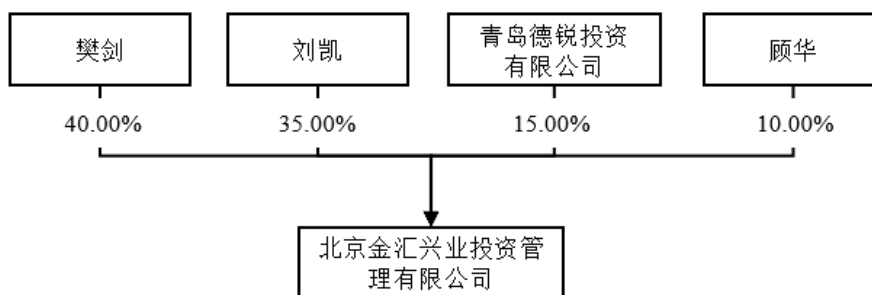 樊剑
刘凯
青岛德锐投资
有限公司
顾华
40.00%
35.00%
15.00%
10.00%
北京金汇兴业投资管
理有限公司